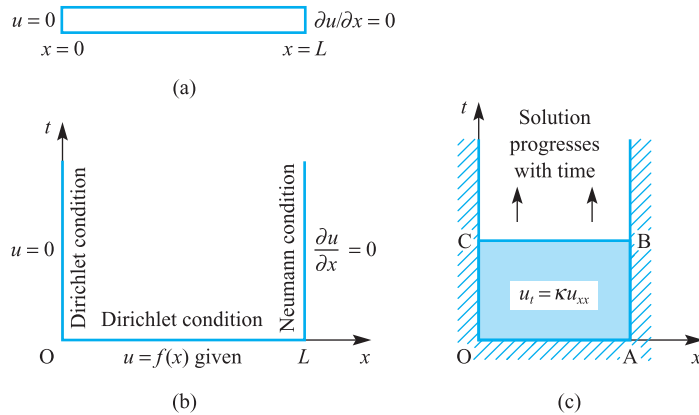 u = 0
∂u/∂x = 0
x = 0
x = L
(a)
t
u = 0
Dirichlet condition
Neumann condition
∂u/∂x = 0
Dirichlet condition
O
u = f(x) given
L
x
(b)
t
Solution
progresses
with time
C
B
u_t = κu_xx
O
A
x
(c)